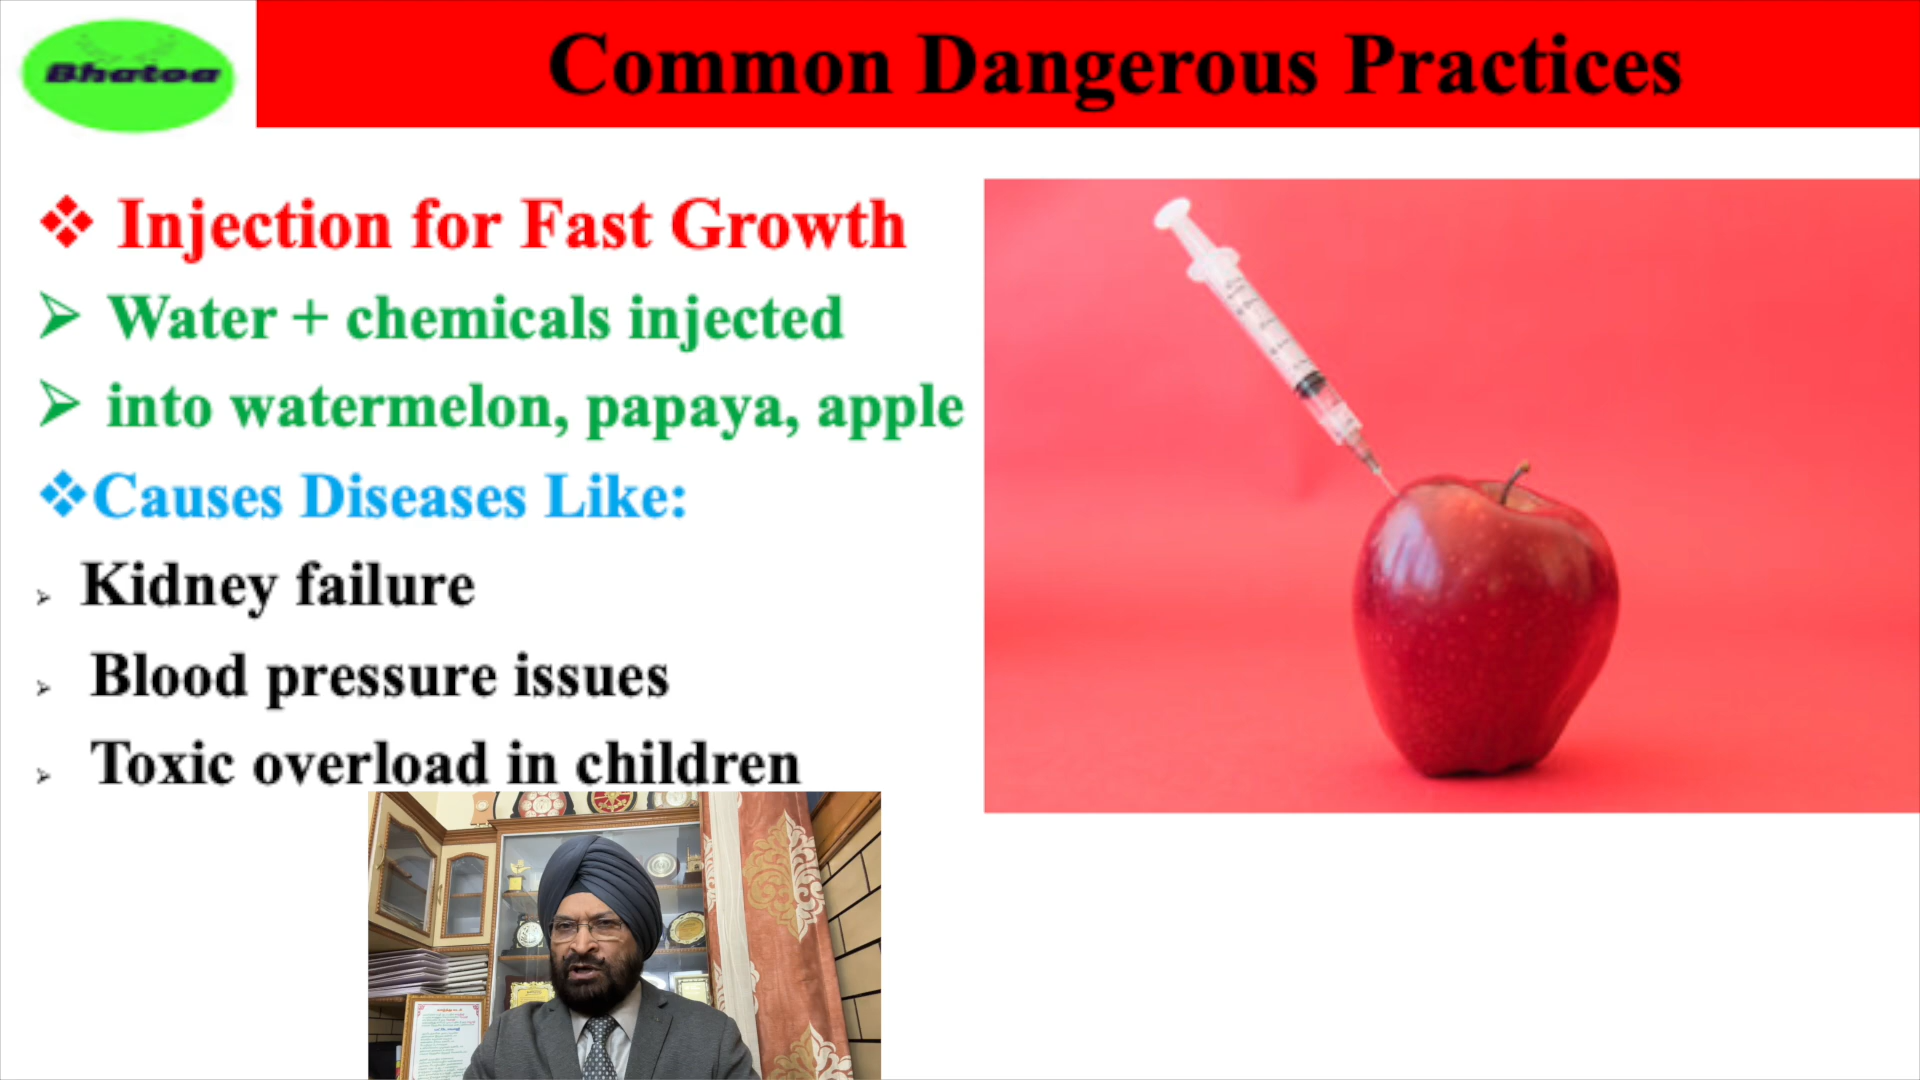 Bhatoa
Common Dangerous Practices
Injection for Fast Growth
Water + chemicals injected
into watermelon, papaya, apple
Causes Diseases Like:
Kidney failure
Blood pressure issues
Toxic overload in children